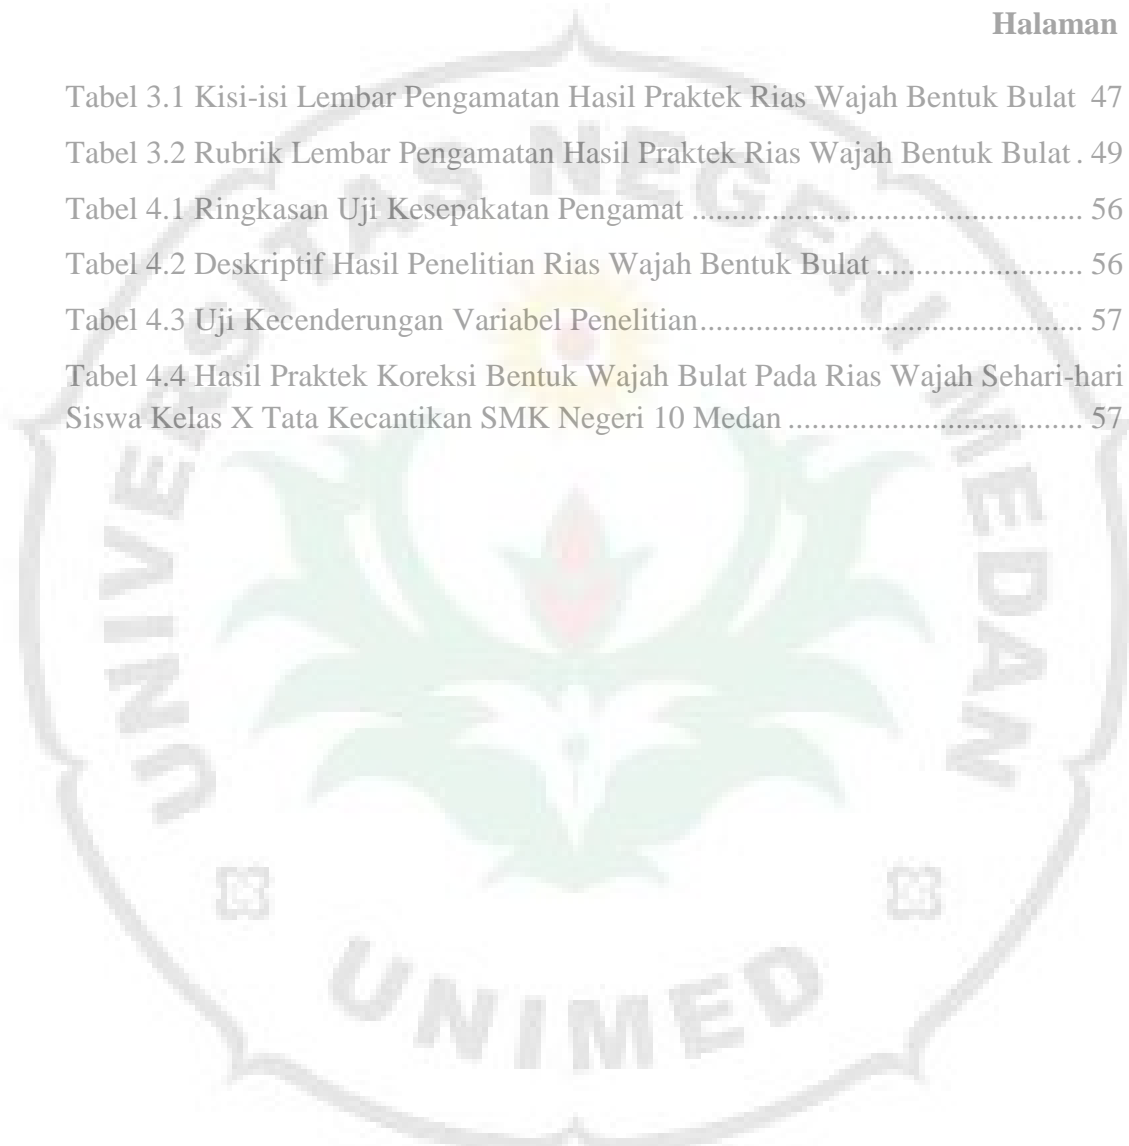 Halaman
Tabel 3.1 Kisi-isi Lembar Pengamatan Hasil Praktek Rias Wajah Bentuk Bulat 47
Tabel 3.2 Rubrik Lembar Pengamatan Hasil Praktek Rias Wajah Bentuk Bulat . 49
Tabel 4.1 Ringkasan Uji Kesepakatan Pengamat ................................................ 56
Tabel 4.2 Deskriptif Hasil Penelitian Rias Wajah Bentuk Bulat ......................... 56
Tabel 4.3 Uji Kecenderungan Variabel Penelitian............................................... 57
Tabel 4.4 Hasil Praktek Koreksi Bentuk Wajah Bulat Pada Rias Wajah Sehari-hari
Siswa Kelas X Tata Kecantikan SMK Negeri 10 Medan .................................... 57
UNIVERSITAS NEGERI MEDAN
UNIMED